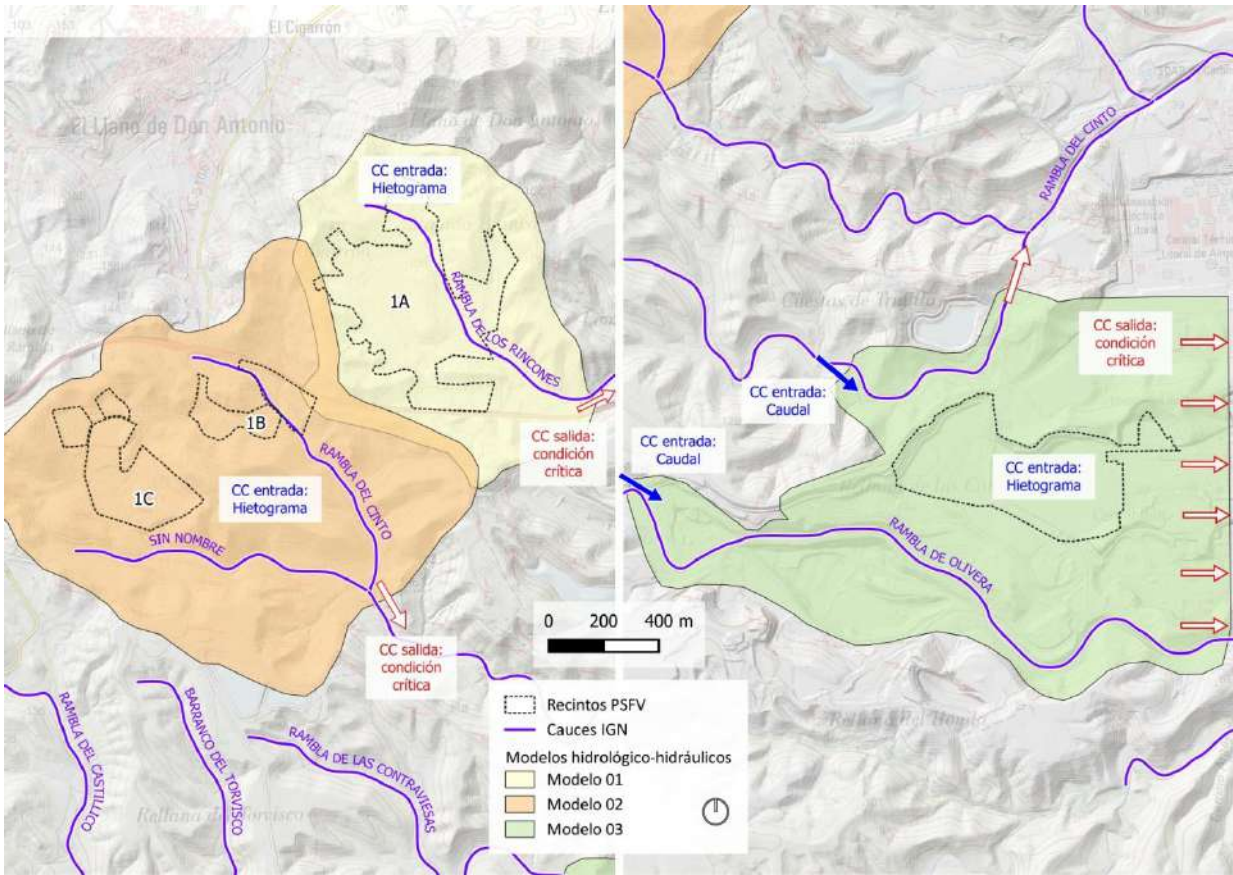 El Cigarrón
El Llano de Don Antonio
CC entrada:
Hietograma
1A
RAMBLA DE LOS RINCONES
CC salida:
condición
crítica
1B
1C
CC entrada:
Hietograma
RAMBLA DEL CINTO
SIN NOMBRE
CC salida:
condición
crítica
RAMBLA DEL CASTILLICO
BARRANCO DEL TORVISCO
RAMBLA DE LAS CONTRAVIESAS
RAMBLA DEL CINTO
CC salida:
condición
crítica
CC entrada:
Caudal
CC entrada:
Caudal
CC entrada:
Hietograma
RAMBLA DE OLIVERA
0 200 400 m
Recintos PSFV
Cauces IGN
Modelos hidrológico-hidráulicos
Modelo 01
Modelo 02
Modelo 03